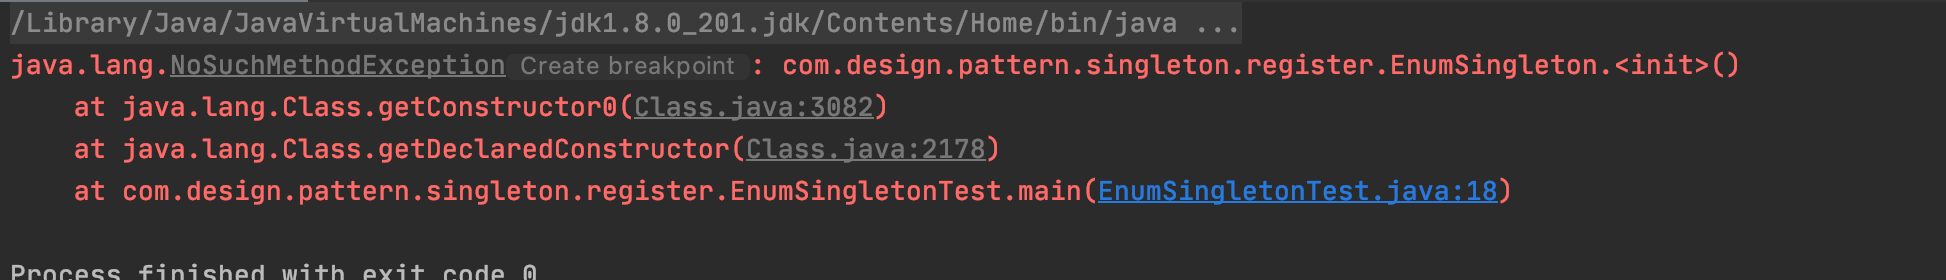 /Library/Java/JavaVirtualMachines/jdk1.8.0_201.jdk/Contents/Home/bin/java ...
java.lang.NoSuchMethodException Create breakpoint : com.design.pattern.singleton.register.EnumSingleton.<init>()
    at java.lang.Class.getConstructor0(Class.java:3082)
    at java.lang.Class.getDeclaredConstructor(Class.java:2178)
    at com.design.pattern.singleton.register.EnumSingletonTest.main(EnumSingletonTest.java:18)
Process finished with exit code 0